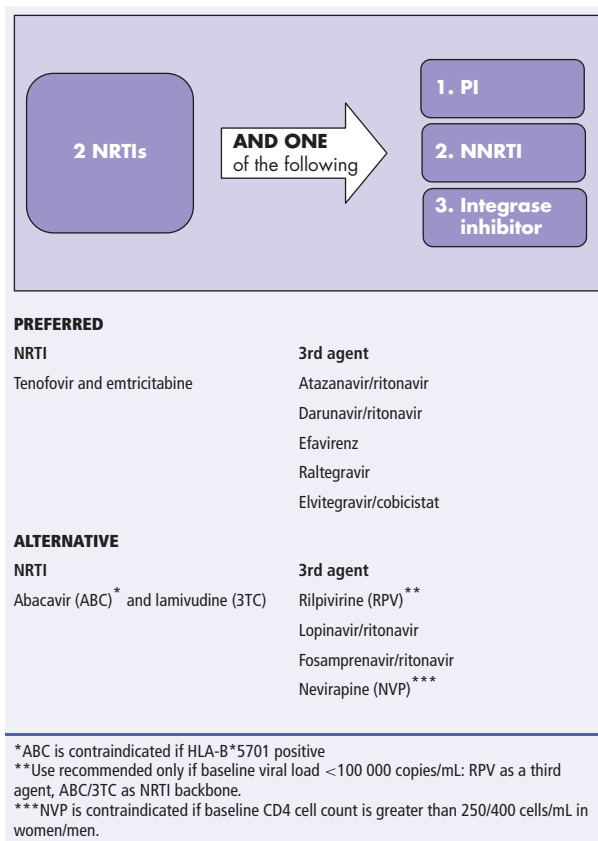 2 NRTIs
AND ONE
of the following
1. PI
2. NNRTI
3. Integrase
inhibitor
PREFERRED
NRTI
3rd agent
Tenofovir and emtricitabine
Atazanavir/ritonavir
Darunavir/ritonavir
Efavirenz
Raltegravir
Elvitegravir/cobicistat
ALTERNATIVE
NRTI
3rd agent
Abacavir (ABC)* and lamivudine (3TC)
Rilpivirine (RPV)**
Lopinavir/ritonavir
Fosamprenavir/ritonavir
Nevirapine (NVP)***
*ABC is contraindicated if HLA-B*5701 positive
**Use recommended only if baseline viral load <100 000 copies/mL: RPV as a third
agent, ABC/3TC as NRTI backbone.
***NVP is contraindicated if baseline CD4 cell count is greater than 250/400 cells/mL in
women/men.